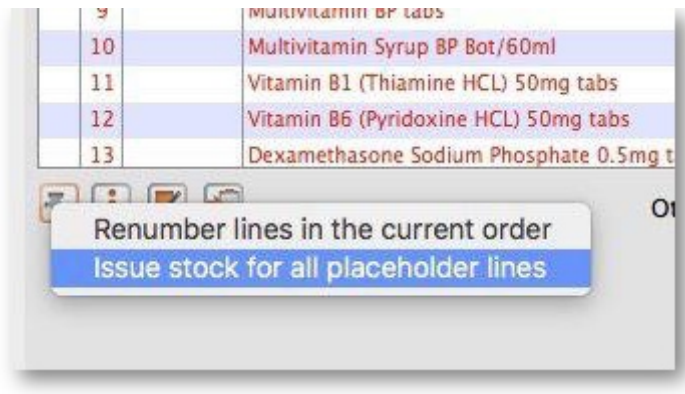 9 Multivitamin BP tabs
10 Multivitamin Syrup BP Bot/60ml
11 Vitamin B1 (Thiamine HCL) 50mg tabs
12 Vitamin B6 (Pyridoxine HCL) 50mg tabs
13 Dexamethasone Sodium Phosphate 0.5mg t
Ot
Renumber lines in the current order
Issue stock for all placeholder lines